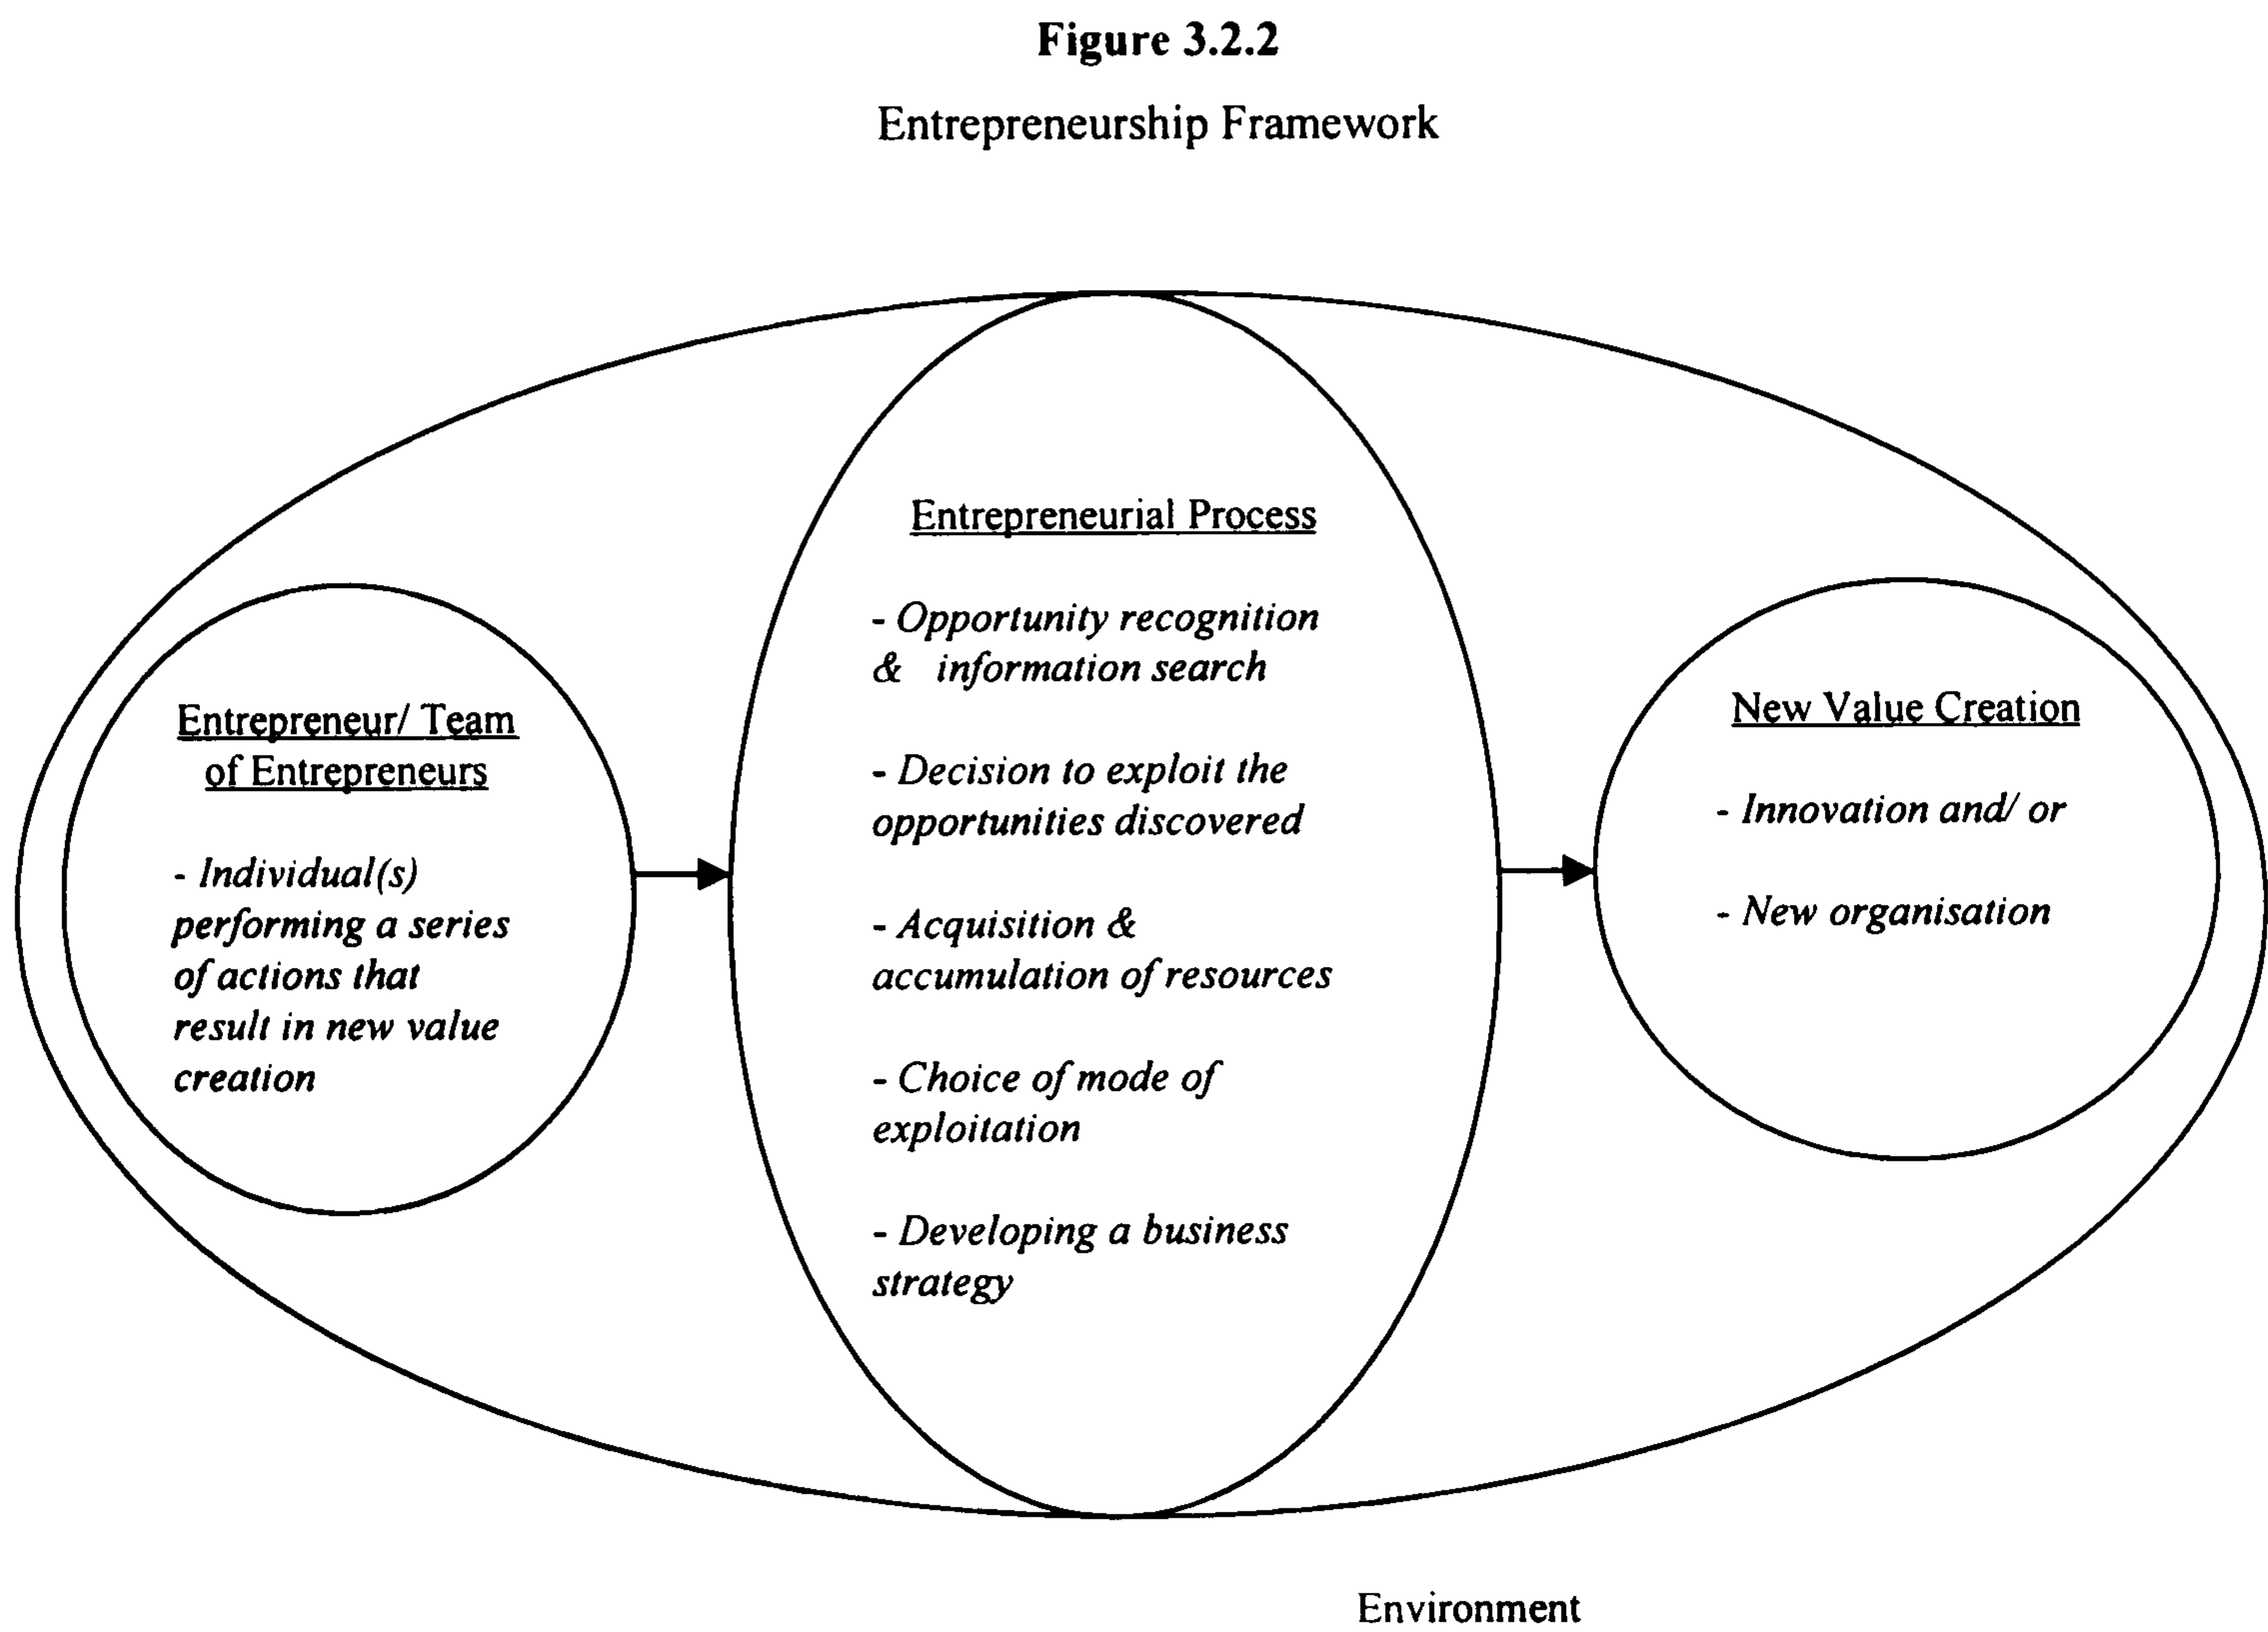 Figure 3.2.2
Entrepreneurship Framework
Entrepreneur/ Team
of Entrepreneurs
- Individual(s)
performing a series
of actions that
result in new value
creation
Entrepreneurial Process
- Opportunity recognition
& information search
- Decision to exploit the
opportunities discovered
- Acquisition &
accumulation of resources
- Choice of mode of
exploitation
- Developing a business
strategy
New Value Creation
- Innovation and/ or
- New organisation
Environment